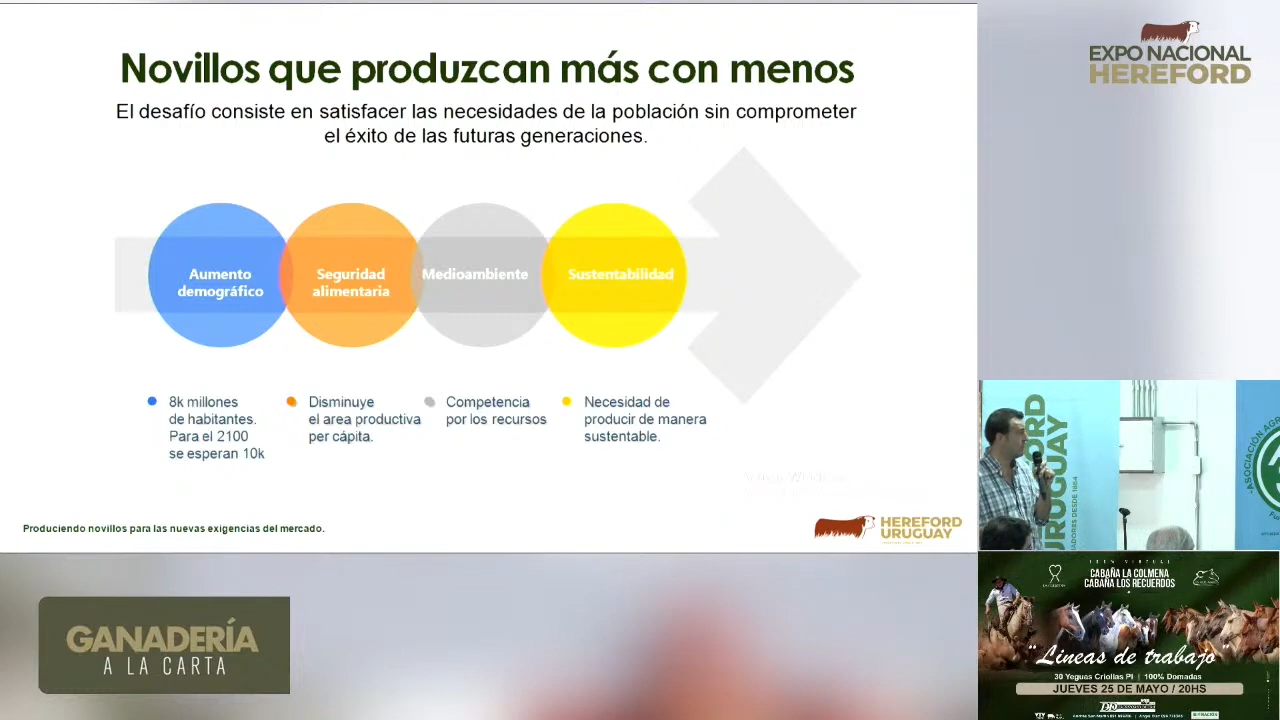 Novillos que produzcan más con menos
El desafío consiste en satisfacer las necesidades de la población sin comprometer
el éxito de las futuras generaciones.
Aumento
demográfico
Seguridad
alimentaria
Medioambiente
Sustentabilidad
8k millones
de habitantes.
Para el 2100
se esperan 10k
Disminuye
el area productiva
per cápita.
Competencia
por los recursos
Necesidad de
producir de manera
sustentable.
Produciendo novillos para las nuevas exigencias del mercado.
HEREFORD
URUGUAY
GANADERÍA
A LA CARTA
EXPO NACIONAL
HEREFORD
URUGUAY
CABAÑA LA COLMENA
CABAÑA LOS RECUERDOS
"Lineas de trabajo"
30 Yeguas Criollas PI | 100% Domadas
JUEVES 25 DE MAYO / 20HS